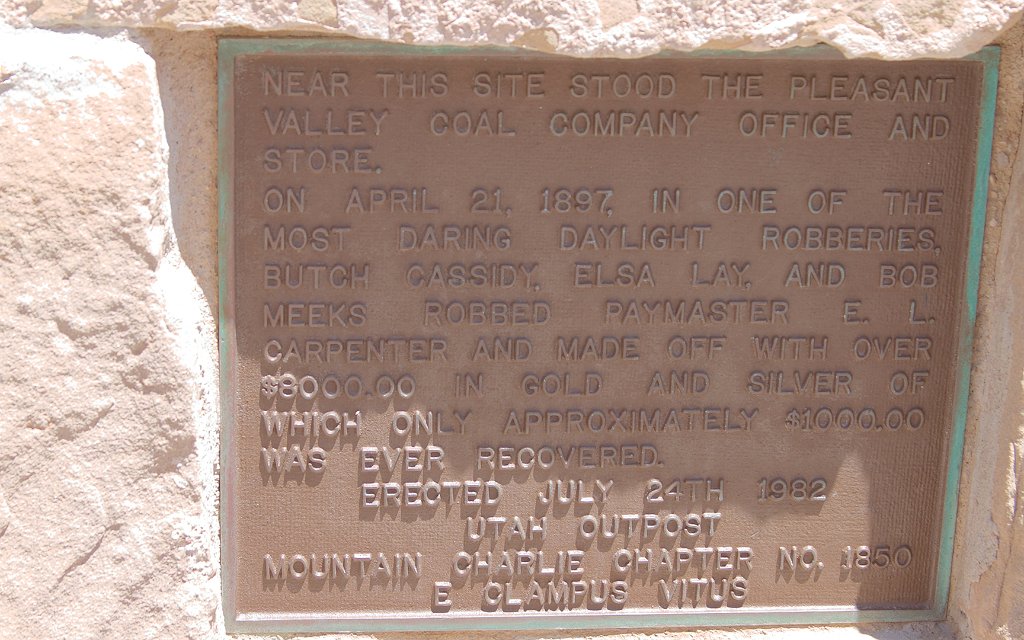 NEAR THIS SITE STOOD THE PLEASANT
VALLEY COAL COMPANY OFFICE AND
STORE.
ON APRIL 21, 1897, IN ONE OF THE
MOST DARING DAYLIGHT ROBBERIES,
BUTCH CASSIDY, ELSA LAY, AND BOB
MEEKS ROBBED PAYMASTER E. L.
CARPENTER AND MADE OFF WITH OVER
$8000.00 IN GOLD AND SILVER OF
WHICH ONLY APPROXIMATELY $1000.00
WAS EVER RECOVERED.
ERECTED JULY 24TH 1982
UTAH OUTPOST
MOUNTAIN CHARLIE CHAPTER NO. 1850
E CLAMPUS VITUS